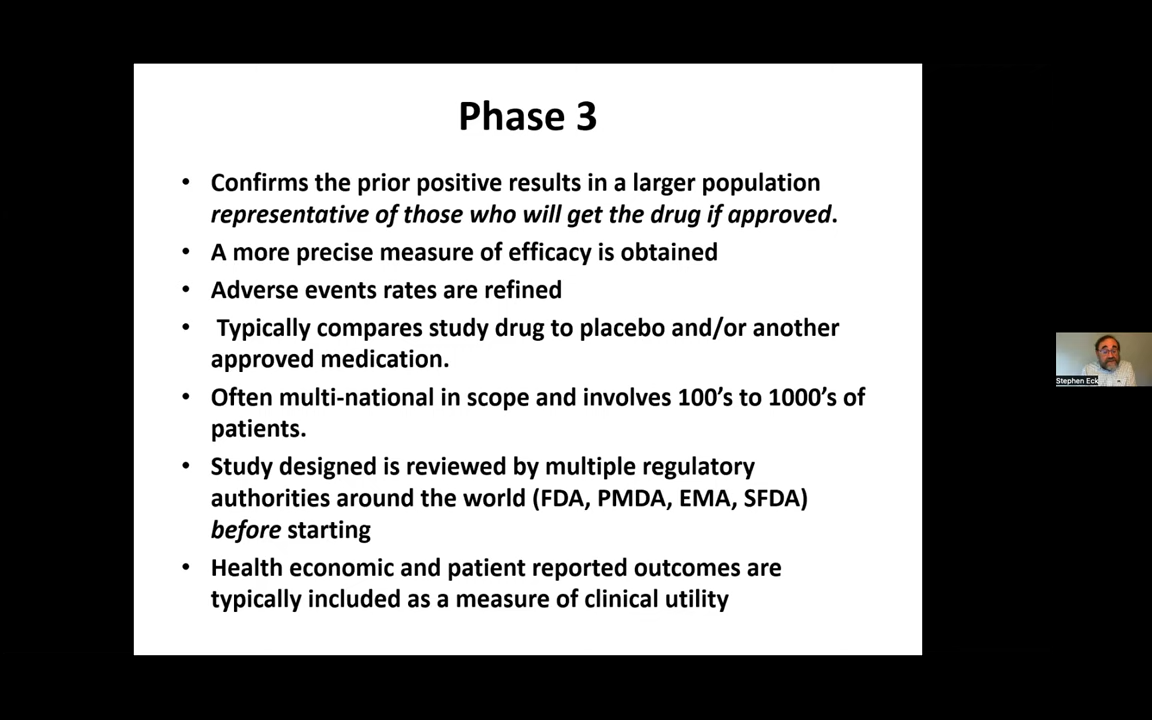 Phase 3
• Confirms the prior positive results in a larger population
representative of those who will get the drug if approved.
• A more precise measure of efficacy is obtained
• Adverse events rates are refined
• Typically compares study drug to placebo and/or another
approved medication.
• Often multi-national in scope and involves 100’s to 1000’s of
patients.
• Study designed is reviewed by multiple regulatory
authorities around the world (FDA, PMDA, EMA, SFDA)
before starting
• Health economic and patient reported outcomes are
typically included as a measure of clinical utility
Stephen Eck